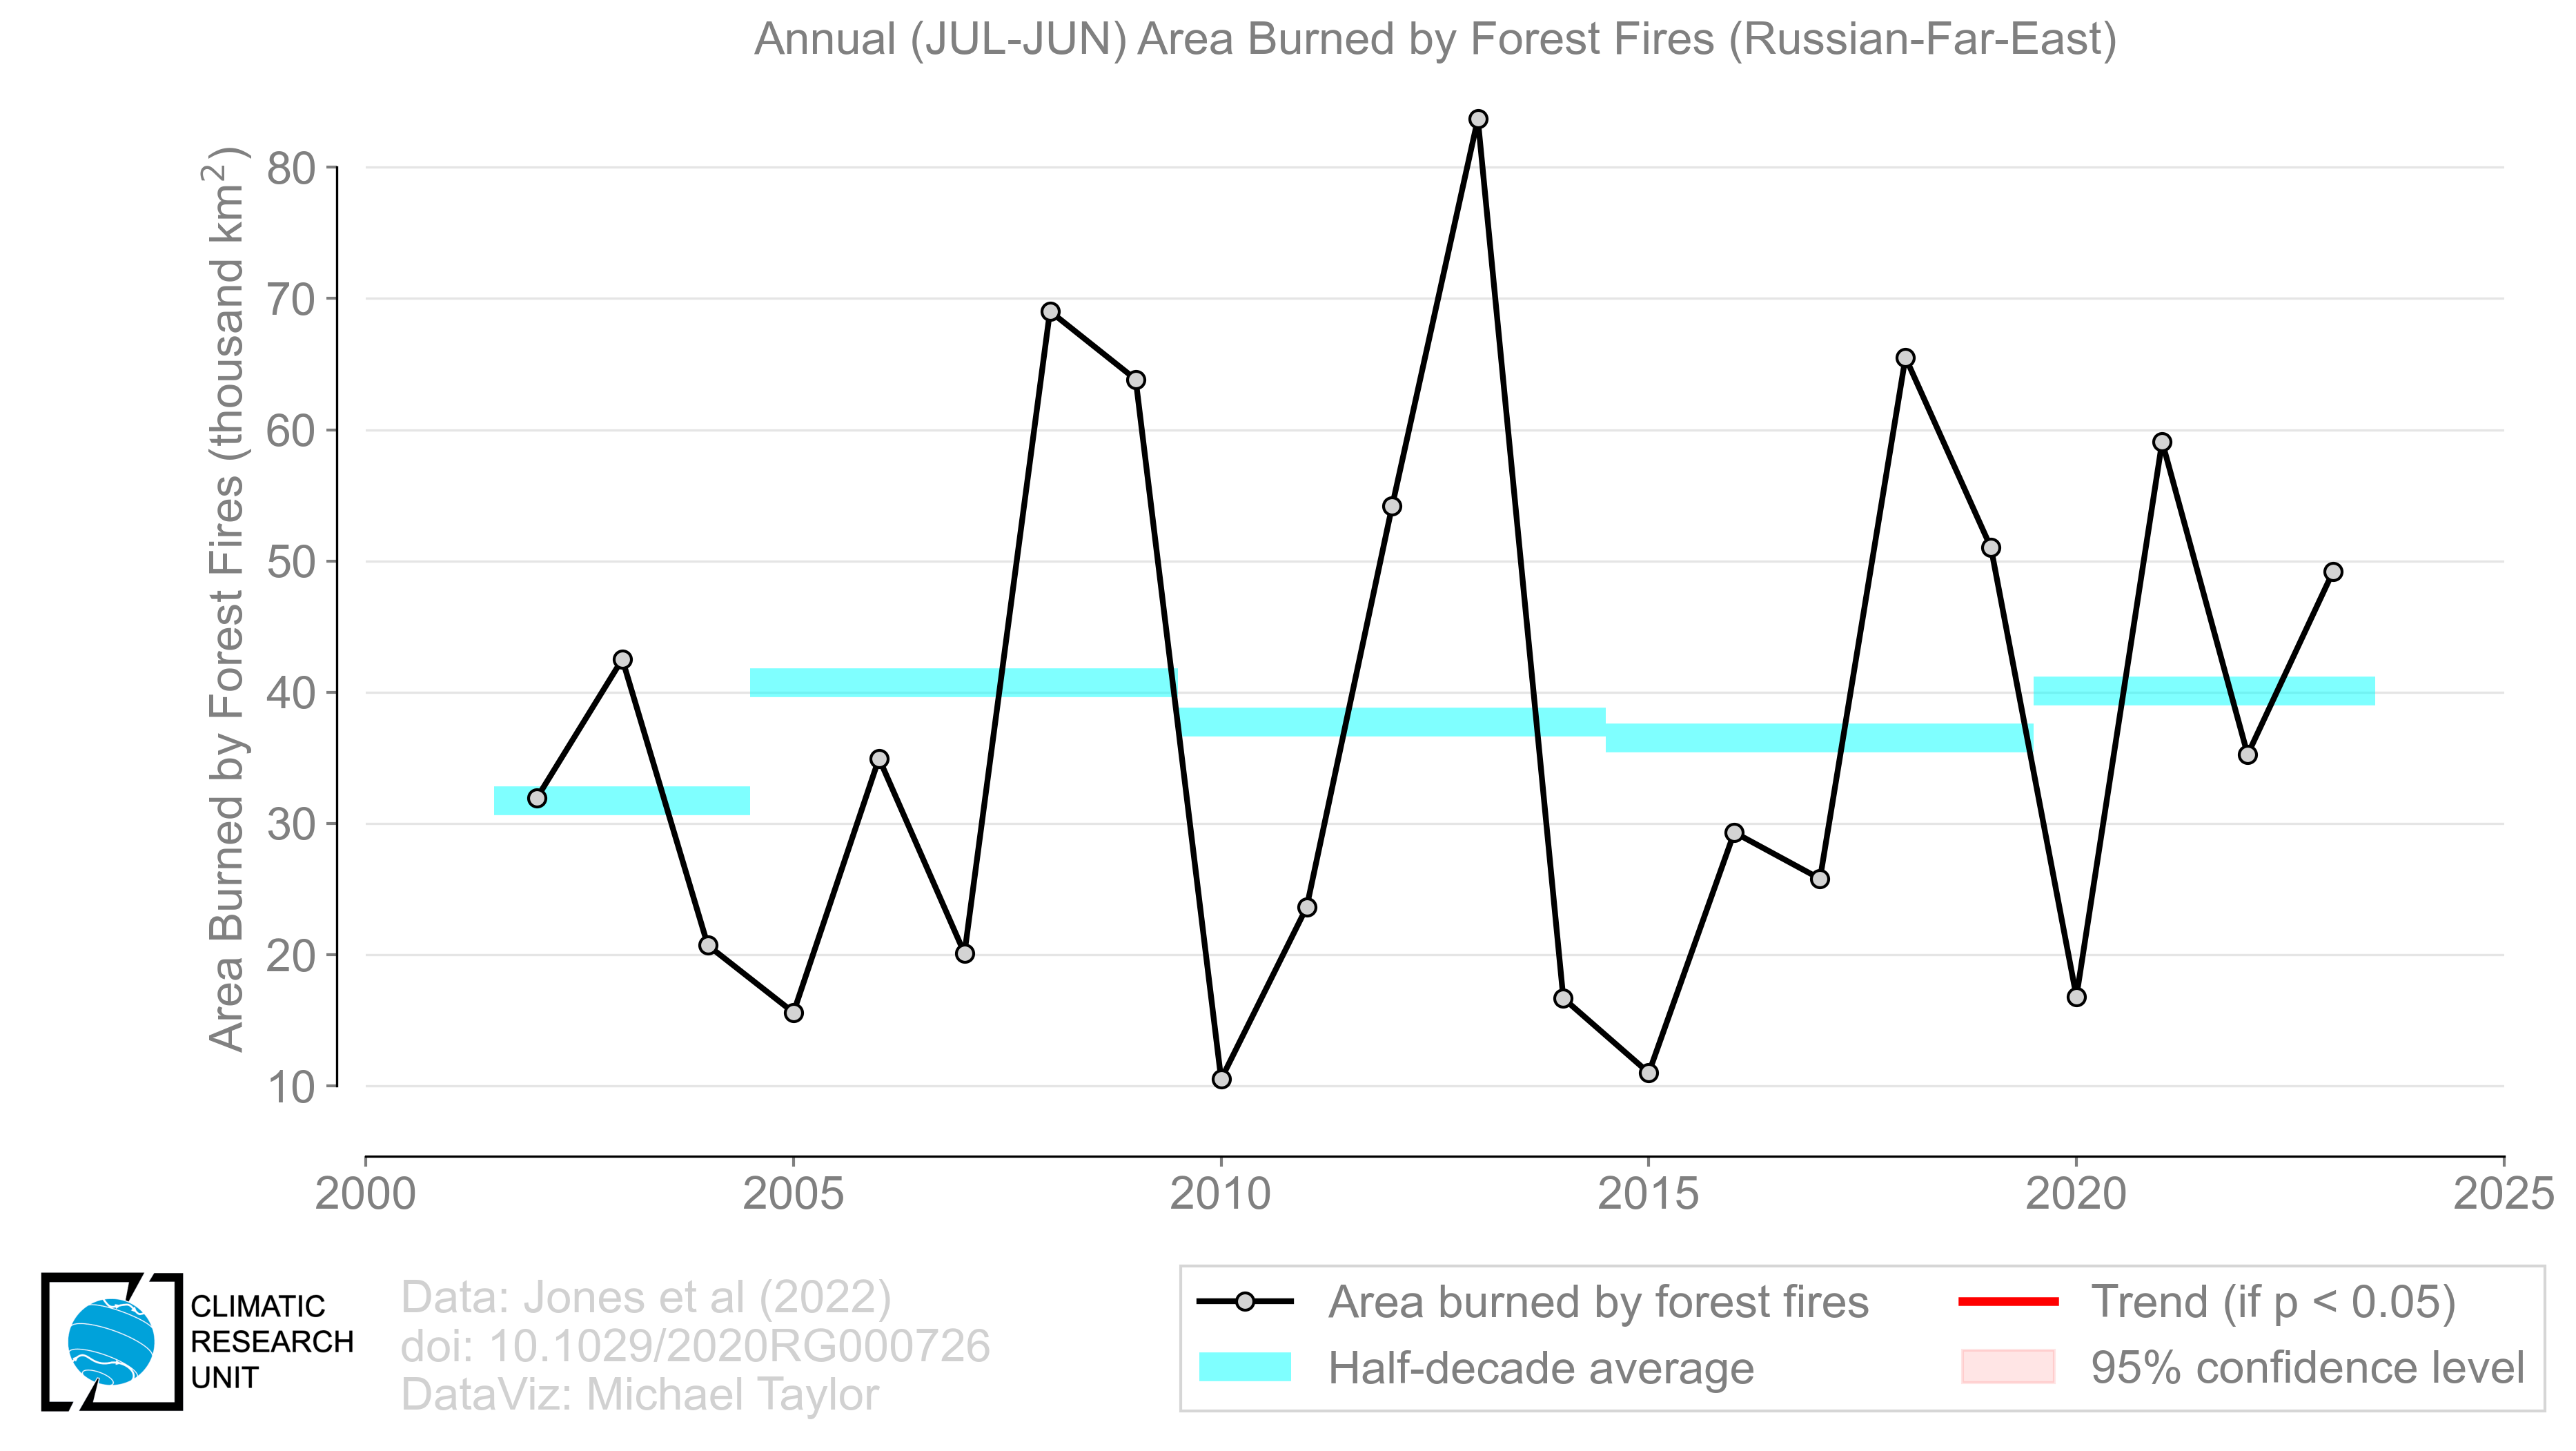 Annual (JUL-JUN) Area Burned by Forest Fires (Russian-Far-East)
Area Burned by Forest Fires (thousand km²)
80
70
60
50
40
30
20
10
2000 2005 2010 2015 2020 2025
CLIMATIC
RESEARCH
UNIT
Data: Jones et al (2022)
doi: 10.1029/2020RG000726
DataViz: Michael Taylor
Area burned by forest fires
Half-decade average
Trend (if p < 0.05)
95% confidence level